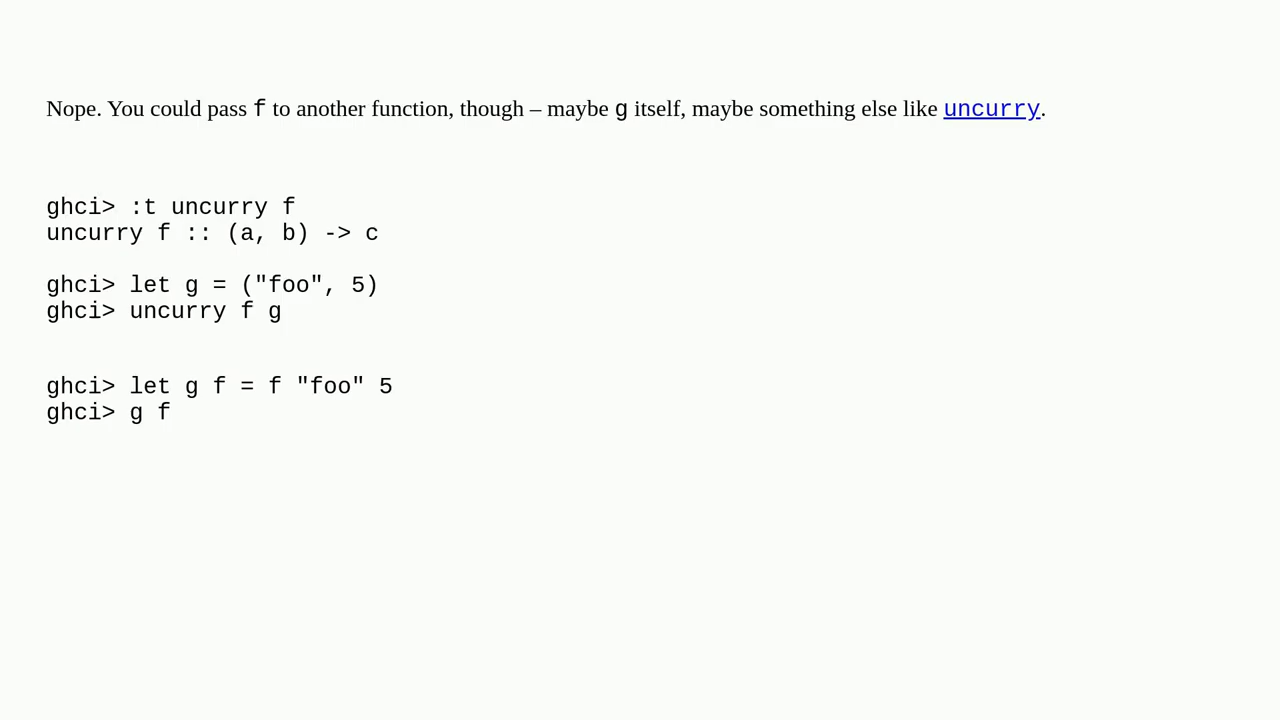 Nope. You could pass f to another function, though – maybe g itself, maybe something else like uncurry.
ghci> :t uncurry f
uncurry f :: (a, b) -> c
ghci> let g = ("foo", 5)
ghci> uncurry f g
ghci> let g f = f "foo" 5
ghci> g f